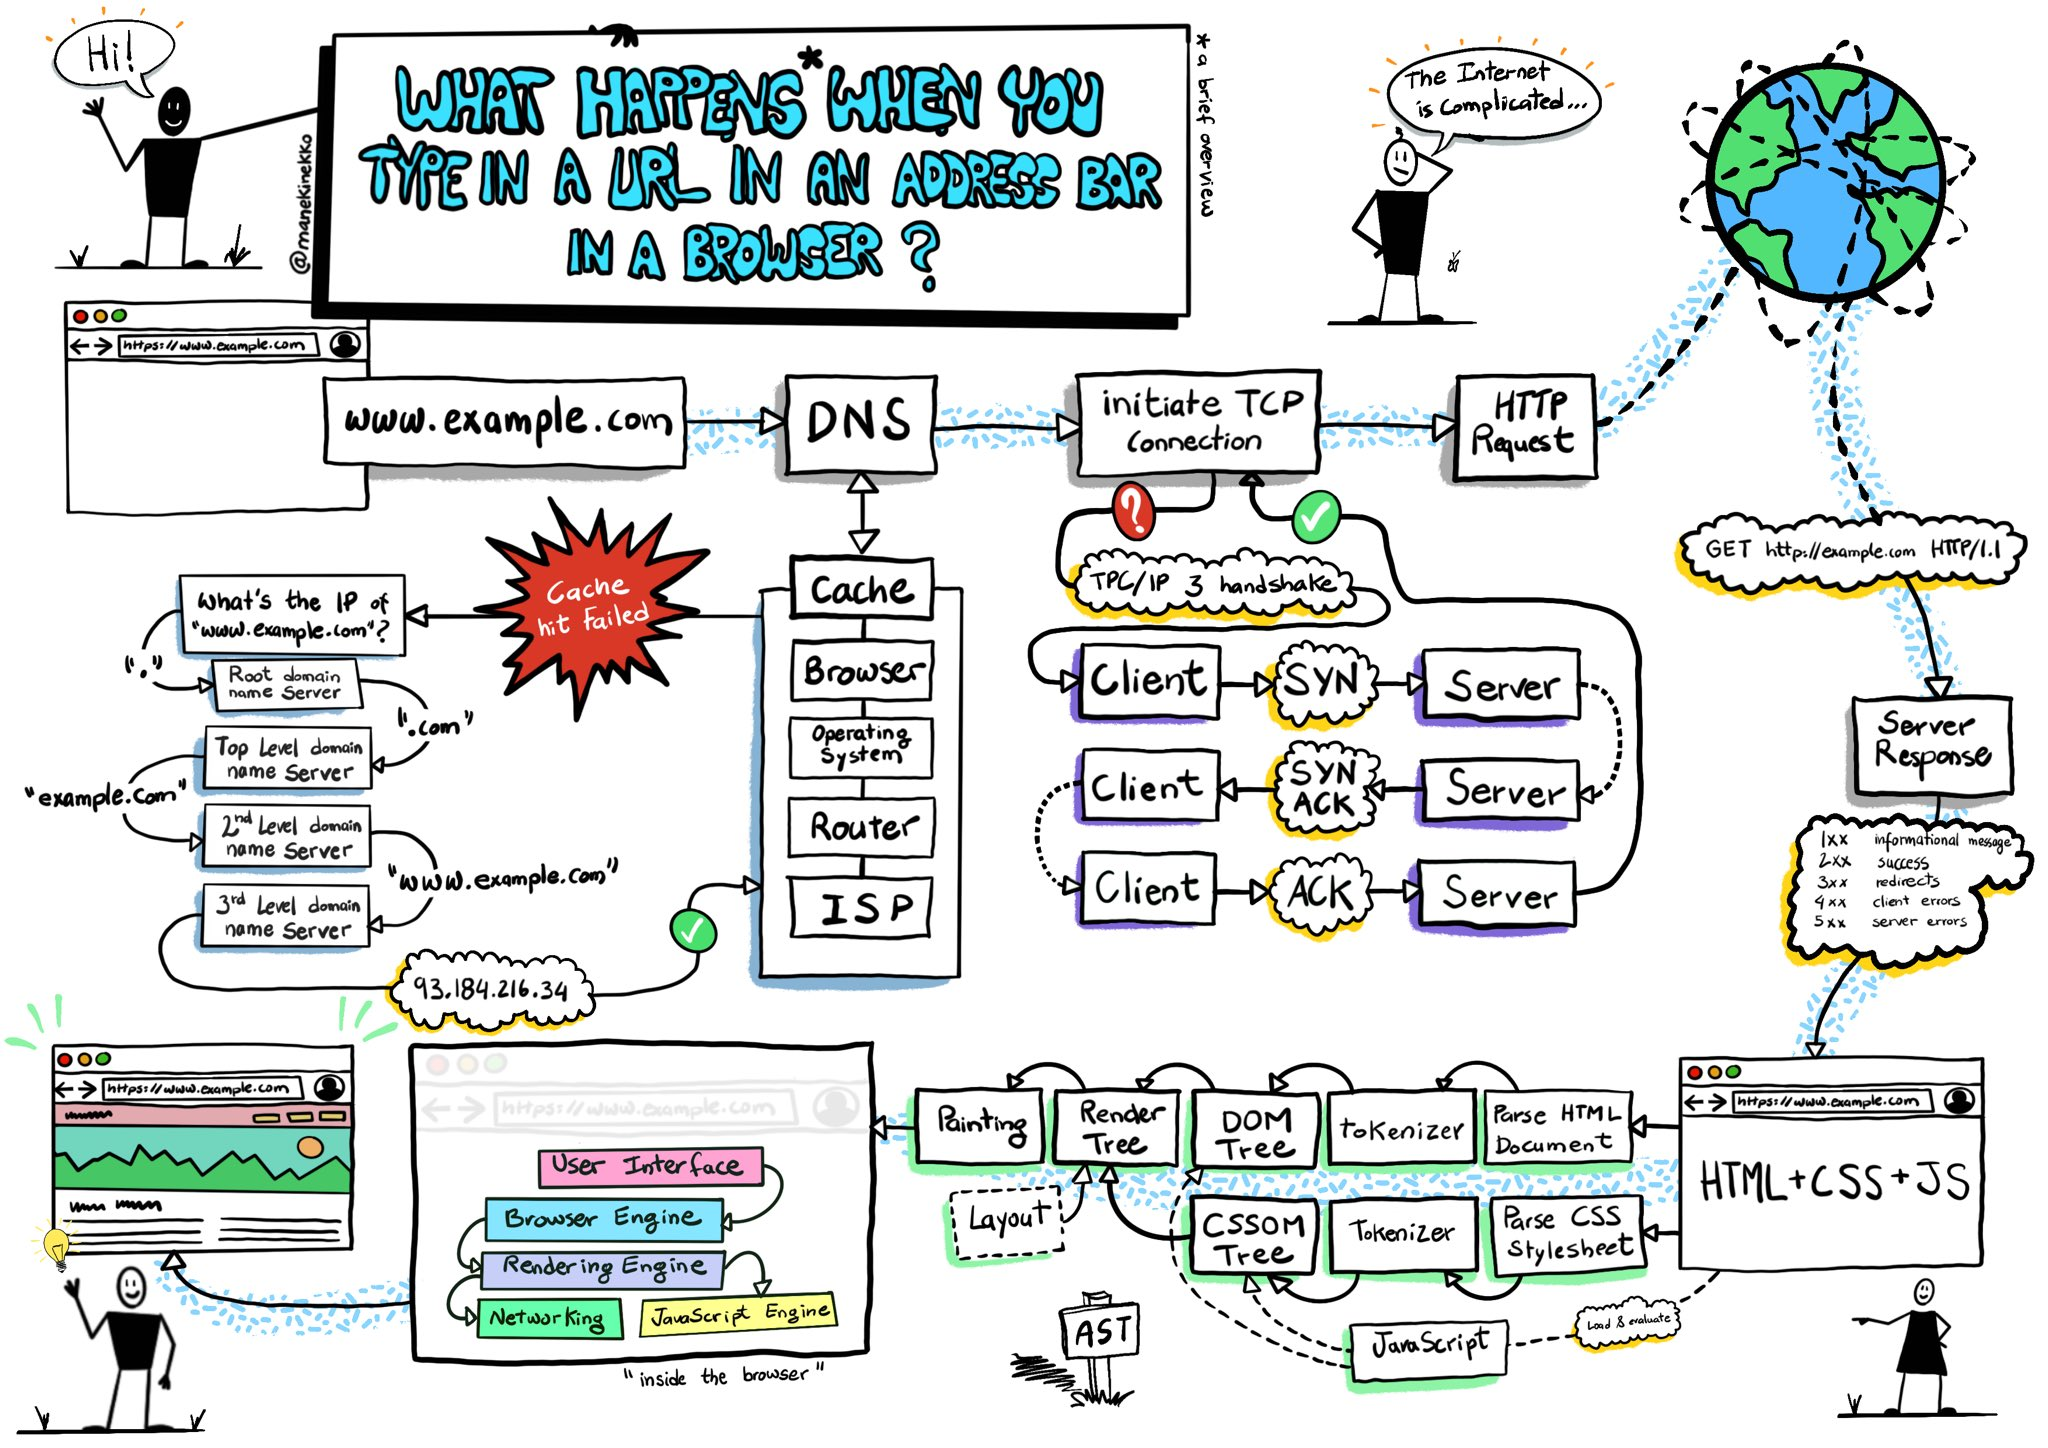 Hi!
WHAT HAPPENS* WHEN YOU
TYPE IN A URL IN AN ADDRESS BAR
IN A BROWSER ?
* a brief overview
@manekinekko
The Internet
is complicated...
https://www.example.com
www.example.com
DNS
initiate TCP
Connection
HTTP
Request
Cache
hit Failed
Cache
Browser
Operating
System
Router
ISP
What's the IP of
"www.example.com"?
"."
Root domain
name Server
".com"
Top Level domain
name Server
"example.com"
2nd Level domain
name Server
"www.example.com"
3rd Level domain
name Server
93.184.216.34
?
TPC/IP 3 handshake
Client
SYN
Server
Client
SYN
ACK
Server
Client
ACK
Server
GET http://example.com HTTP/1.1
Server
Response
1xx informational message
2xx success
3xx redirects
4xx client errors
5xx server errors
https://www.example.com
HTML+CSS+JS
Parse HTML
Document
tokenizer
DOM
Tree
Render
Tree
Painting
Layout
Parse CSS
Stylesheet
Tokenizer
CSSOM
Tree
Load & evaluate
JavaScript
AST
https://www.example.com
User Interface
Browser Engine
Rendering Engine
Networking
JavaScript Engine
"inside the browser"
https://www.example.com